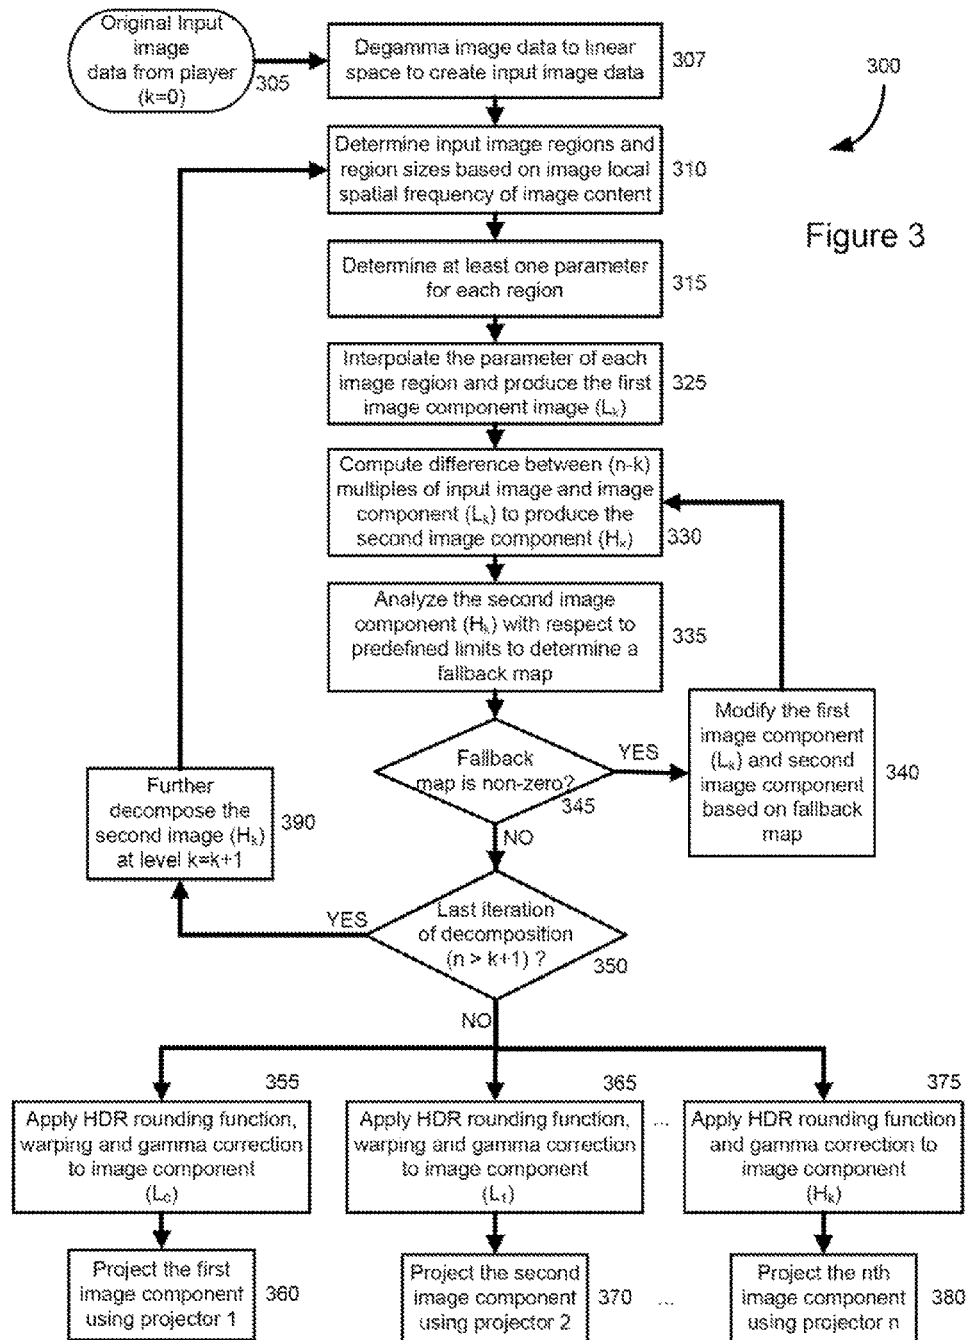 Original Input
image
data from player
(k=0)
305
Degamma image data to linear
space to create input image data
307
300
Determine input image regions and
region sizes based on image local
spatial frequency of image content
310
Figure 3
Determine at least one parameter
for each region
315
Interpolate the parameter of each
image region and produce the first
image component image (Lk)
325
Compute difference between (n-k)
multiples of input image and image
component (Lk) to produce the
second image component (Hk)
330
Analyze the second image
component (Hk) with respect to
predefined limits to determine a
fallback map
335
Fallback
map is non-zero?
345
YES
Modify the first
image component
(Lk) and second
image component
based on fallback
map
340
NO
Further
decompose the
second image (Hk)
at level k=k+1
390
Last iteration
of decomposition
(n > k+1) ?
350
YES
NO
355
Apply HDR rounding function,
warping and gamma correction
to image component
(L0)
365
Apply HDR rounding function,
warping and gamma correction
to image component
(L1)
...
375
Apply HDR rounding function
and gamma correction to
image component
(Hk)
Project the first
image component
using projector 1
360
Project the second
image component
using projector 2
370
...
Project the nth
image component
using projector n
380